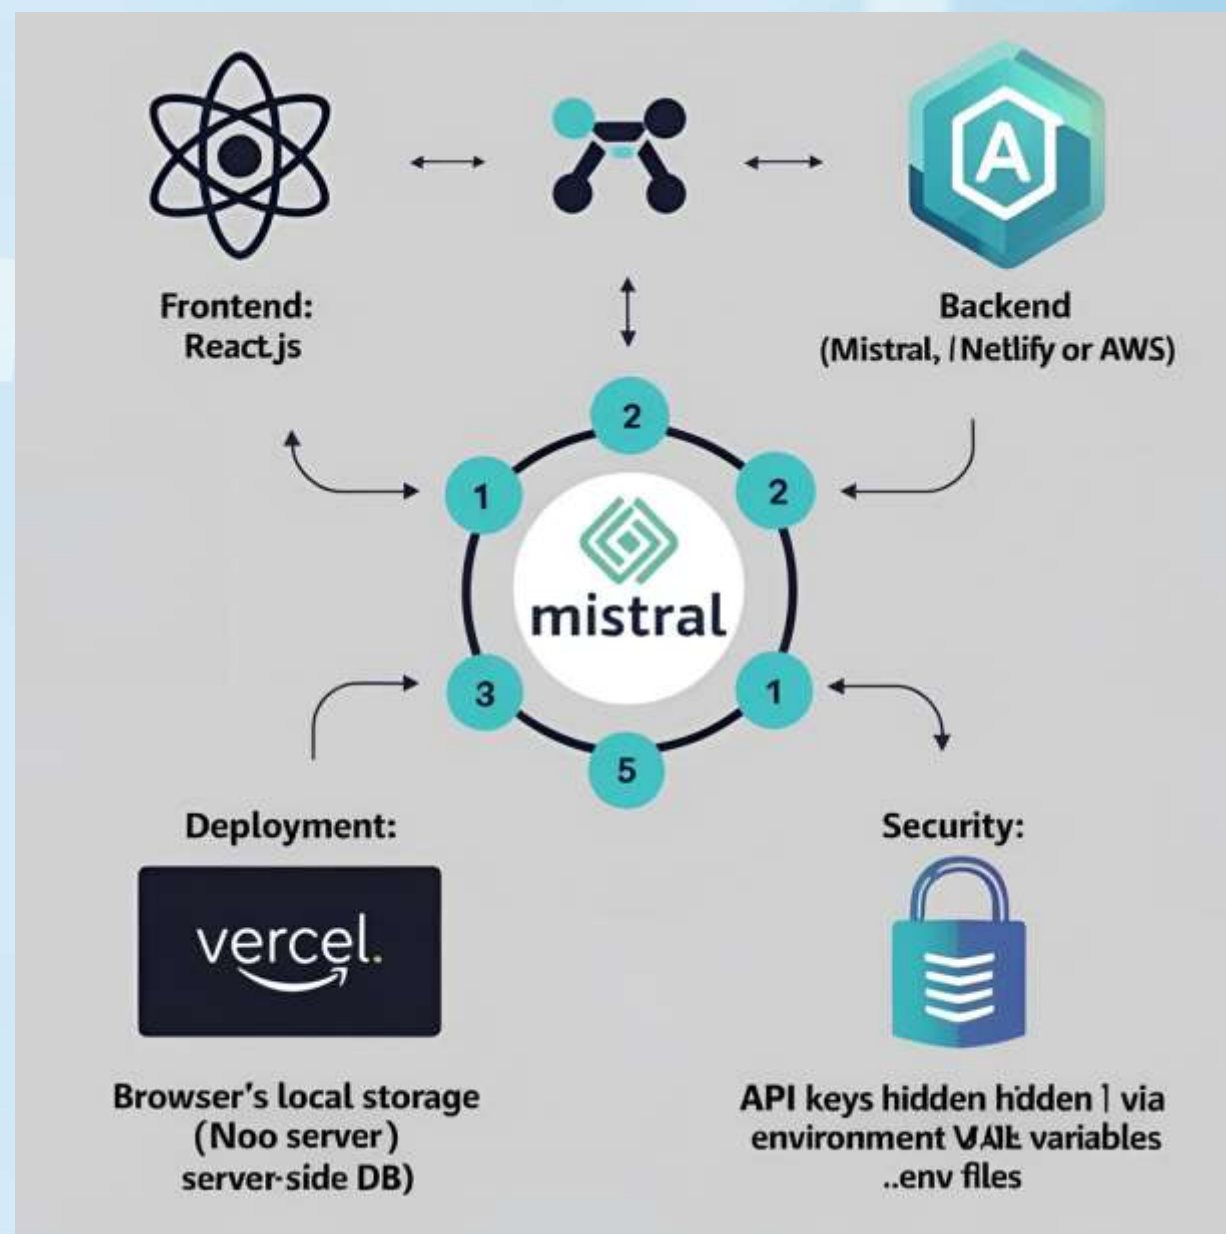 A
Frontend:
React.js
Backend
(Mistral, /Netlify or AWS)
2
1
2
mistral
3
1
5
Deployment:
vercel.
Browser's local storage
(Noo server)
server-side DB)
Security:
API keys hidden hidden via
environment variables
..env files